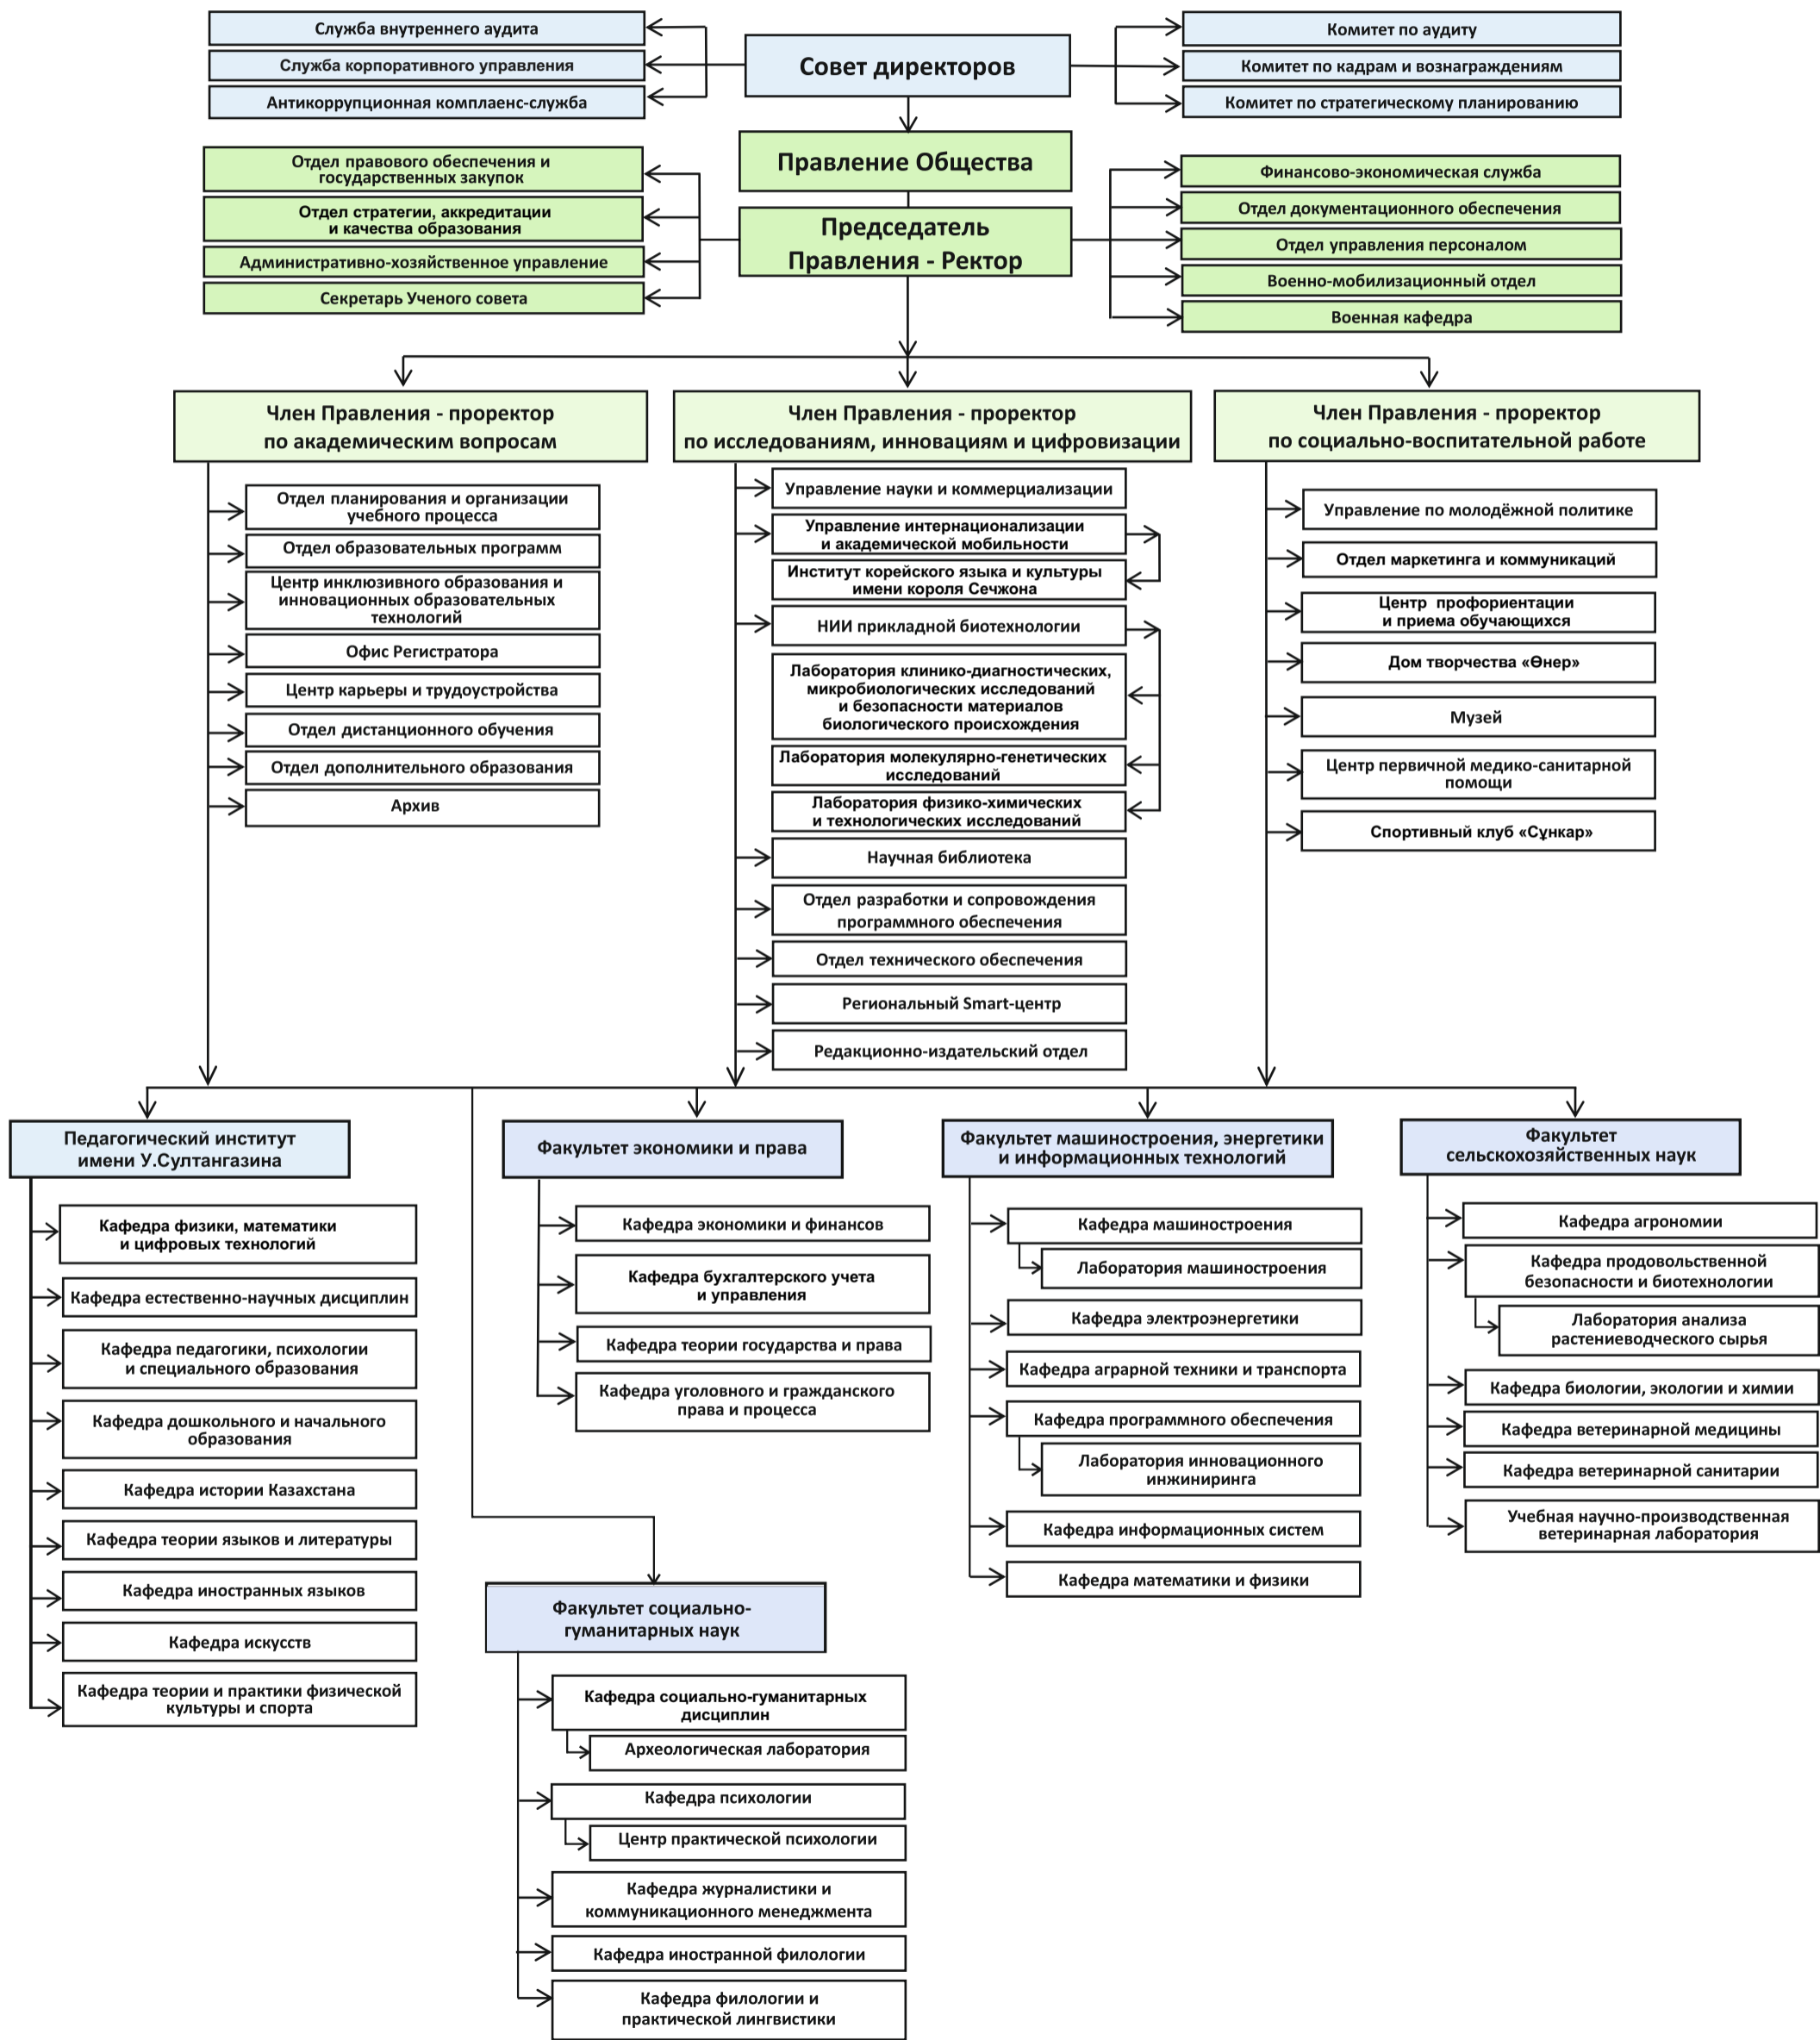 Служба внутреннего аудита
Служба корпоративного управления
Антикоррупционная комплаенс-служба
Совет директоров
Комитет по аудиту
Комитет по кадрам и вознаграждениям
Комитет по стратегическому планированию
Правление Общества
Отдел правового обеспечения и
государственных закупок
Отдел стратегии, аккредитации
и качества образования
Административно-хозяйственное управление
Секретарь Ученого совета
Председатель
Правления - Ректор
Финансово-экономическая служба
Отдел документационного обеспечения
Отдел управления персоналом
Военно-мобилизационный отдел
Военная кафедра
Член Правления - проректор
по академическим вопросам
Отдел планирования и организации
учебного процесса
Отдел образовательных программ
Центр инклюзивного образования и
инновационных образовательных
технологий
Офис Регистратора
Центр карьеры и трудоустройства
Отдел дистанционного обучения
Отдел дополнительного образования
Архив
Член Правления - проректор
по исследованиям, инновациям и цифровизации
Управление науки и коммерциализации
Управление интернационализации
и академической мобильности
Институт корейского языка и культуры
имени короля Сечжона
НИИ прикладной биотехнологии
Лаборатория клинико-диагностических,
микробиологических исследований
и безопасности материалов
биологического происхождения
Лаборатория молекулярно-генетических
исследований
Лаборатория физико-химических
и технологических исследований
Научная библиотека
Отдел разработки и сопровождения
программного обеспечения
Отдел технического обеспечения
Региональный Smart-центр
Редакционно-издательский отдел
Член Правления - проректор
по социально-воспитательной работе
Управление по молодёжной политике
Отдел маркетинга и коммуникаций
Центр профориентации
и приема обучающихся
Дом творчества «Өнер»
Музей
Центр первичной медико-санитарной
помощи
Спортивный клуб «Сұнкар»
Педагогический институт
имени У.Султангазина
Кафедра физики, математики
и цифровых технологий
Кафедра естественно-научных дисциплин
Кафедра педагогики, психологии
и специального образования
Кафедра дошкольного и начального
образования
Кафедра истории Казахстана
Кафедра теории языков и литературы
Кафедра иностранных языков
Кафедра искусств
Кафедра теории и практики физической
культуры и спорта
Факультет экономики и права
Кафедра экономики и финансов
Кафедра бухгалтерского учета
и управления
Кафедра теории государства и права
Кафедра уголовного и гражданского
права и процесса
Факультет социально-
гуманитарных наук
Кафедра социально-гуманитарных
дисциплин
Археологическая лаборатория
Кафедра психологии
Центр практической психологии
Кафедра журналистики и
коммуникационного менеджмента
Кафедра иностранной филологии
Кафедра филологии и
практической лингвистики
Факультет машиностроения, энергетики
и информационных технологий
Кафедра машиностроения
Лаборатория машиностроения
Кафедра электроэнергетики
Кафедра аграрной техники и транспорта
Кафедра программного обеспечения
Лаборатория инновационного
инжиниринга
Кафедра информационных систем
Кафедра математики и физики
Факультет
сельскохозяйственных наук
Кафедра агрономии
Кафедра продовольственной
безопасности и биотехнологии
Лаборатория анализа
растениеводческого сырья
Кафедра биологии, экологии и химии
Кафедра ветеринарной медицины
Кафедра ветеринарной санитарии
Учебная научно-производственная
ветеринарная лаборатория